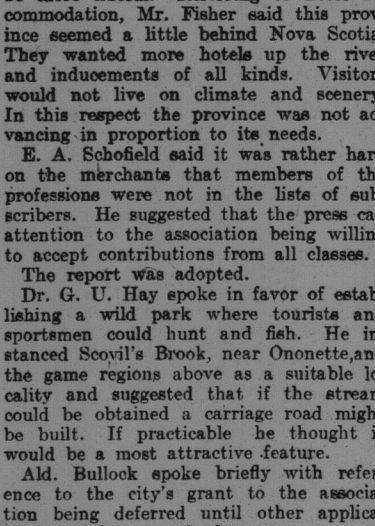 commodation, Mr. Fisher said this prov
ince seemed a little behind Nova Scotia
They wanted more hotels up the rive
and inducements of all kinds. Visitor
would not live on climate and scenery
In this respect the province was not ad
vancing in proportion to its needs.
E. A. Schofield said it was rather har
on the merchants that members of th
professions were not in the lists of sub
scribers. He suggested that the press ca
attention to the association being willin
to accept contributions from all classes.
The report was adopted.
Dr. G. U. Hay spoke in favor of estab
lishing a wild park where tourists an
sportsmen could hunt and fish. He in
stanced Scovil's Brook, near Ononette,an
the game regions above as a suitable lo
cality and suggested that if the strear
could be obtained a carriage road migh
be built. If practicable he thought i
would be a most attractive feature.
Ald. Bullock spoke briefly with refer
ence to the city's grant to the associa
tion being deferred until other applica